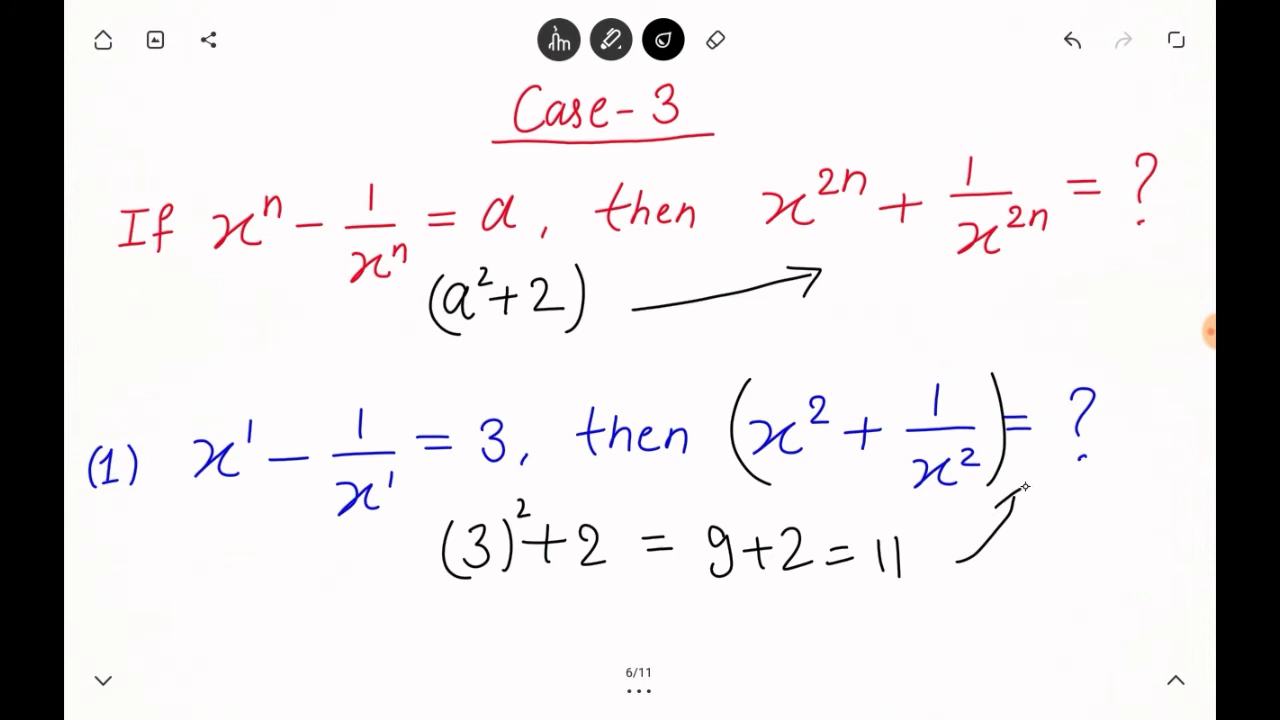 Case - 3
If xⁿ - 1/xⁿ = a, then x²ⁿ + 1/x²ⁿ = ?
(a² + 2) →
(1) x¹ - 1/x¹ = 3, then (x² + 1/x²) = ?
(3)² + 2 = 9 + 2 = 11
6/11